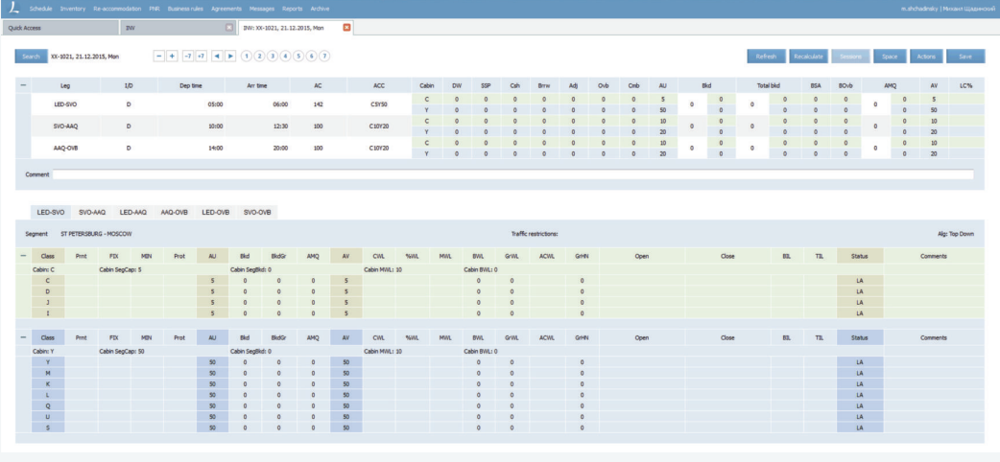 Schedule Inventory Re-accommodation PNR Business rules Agreements Messages Reports Archive m.shchadinsky | Михаил Щадинский
Quick Access INV INV: XX-1021, 21.12.2015, Mon
Search XX-1021, 21.12.2015, Mon − + -7 +7 1 2 3 4 5 6 7 Refresh Recalculate Sessions Space Actions Save
Leg I/D Dep time Arr time AC ACC Cabin DW SSP Csh Brrw Adj Ovb Cmb AU Bkd Total bkd BSA BOvb AMQ AV LC%
LED-SVO D 05:00 06:00 142 C5Y50 C 0 0 0 0 0 0 0 5 0 0 0 0 0 0 0 0 5
Y 0 0 0 0 0 0 0 50 0 0 0 0 0 50
SVO-AAQ D 10:00 12:30 100 C10Y20 C 0 0 0 0 0 0 0 10 0 0 0 0 0 0 0 0 10
Y 0 0 0 0 0 0 0 20 0 0 0 0 0 20
AAQ-OVB D 14:00 20:00 100 C10Y20 C 0 0 0 0 0 0 0 10 0 0 0 0 0 0 0 0 10
Y 0 0 0 0 0 0 0 20 0 0 0 0 0 20
Comment
LED-SVO SVO-AAQ LED-AAQ AAQ-OVB LED-OVB SVO-OVB
Segment ST PETERSBURG - MOSCOW Traffic restrictions: Alg: Top Down
Class Prnt FIX MIN Prot AU Bkd BkdGr AMQ AV CWL %WL MWL BWL GrWL ACWL GrHN Open Close BIL TIL Status Comments
Cabin: C Cabin SegCap: 5 Cabin SegBkd: 0 Cabin MWL: 10 Cabin BWL: 0
C 5 0 0 0 5 0 0 0 LA
D 5 0 0 0 5 0 0 0 LA
J 5 0 0 0 5 0 0 0 LA
I 5 0 0 0 5 0 0 0 LA
Class Prnt FIX MIN Prot AU Bkd BkdGr AMQ AV CWL %WL MWL BWL GrWL ACWL GrHN Open Close BIL TIL Status Comments
Cabin: Y Cabin SegCap: 50 Cabin SegBkd: 0 Cabin MWL: 10 Cabin BWL: 0
Y 50 0 0 0 50 0 0 0 LA
M 50 0 0 0 50 0 0 0 LA
K 50 0 0 0 50 0 0 0 LA
L 50 0 0 0 50 0 0 0 LA
Q 50 0 0 0 50 0 0 0 LA
U 50 0 0 0 50 0 0 0 LA
S 50 0 0 0 50 0 0 0 LA